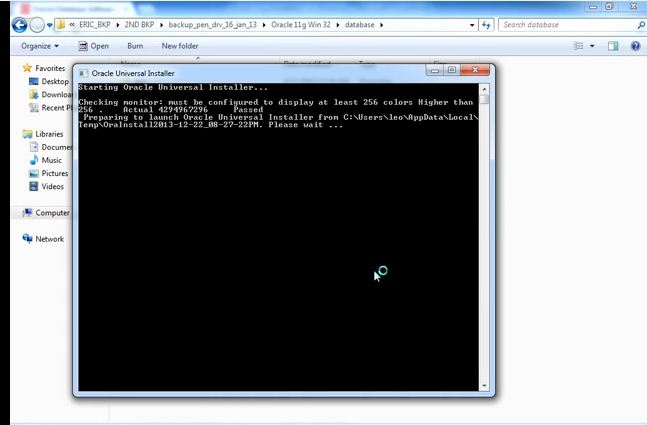 « ERIC_BKP ▸ 2ND BKP ▸ backup_pen_drv_16_jan_13 ▸ Oracle 11g Win 32 ▸ database ▸
Search database
Organize
Open
Burn
New folder
Favorites
Desktop
Downloa
Recent Pl
Libraries
Documen
Music
Pictures
Videos
Computer
Network
Oracle Universal Installer
Starting Oracle Universal Installer...
Checking monitor: must be configured to display at least 256 colors Higher than
256 . Actual 4294967296 Passed
Preparing to launch Oracle Universal Installer from C:\Users\leo\AppData\Local\
Temp\OraInstall2013-12-22_08-27-22PM. Please wait ...